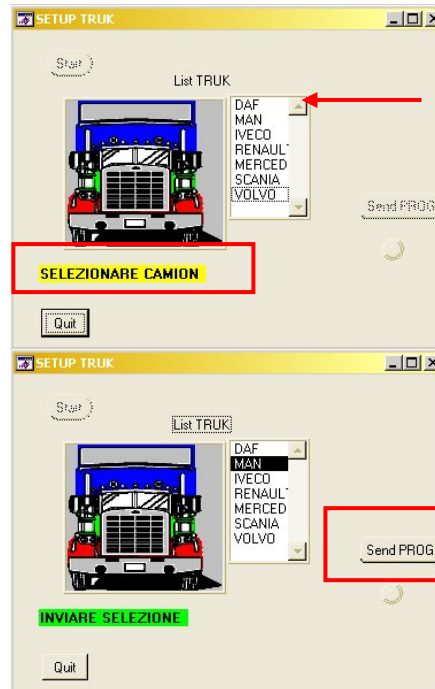 SETUP TRUK
Start
List TRUK
DAF
MAN
IVECO
RENAULT
MERCED
SCANIA
VOLVO
Send PROG
SELEZIONARE CAMION
Quit
SETUP TRUK
Start
List TRUK
DAF
MAN
IVECO
RENAULT
MERCED
SCANIA
VOLVO
Send PROG
INVIARE SELEZIONE
Quit